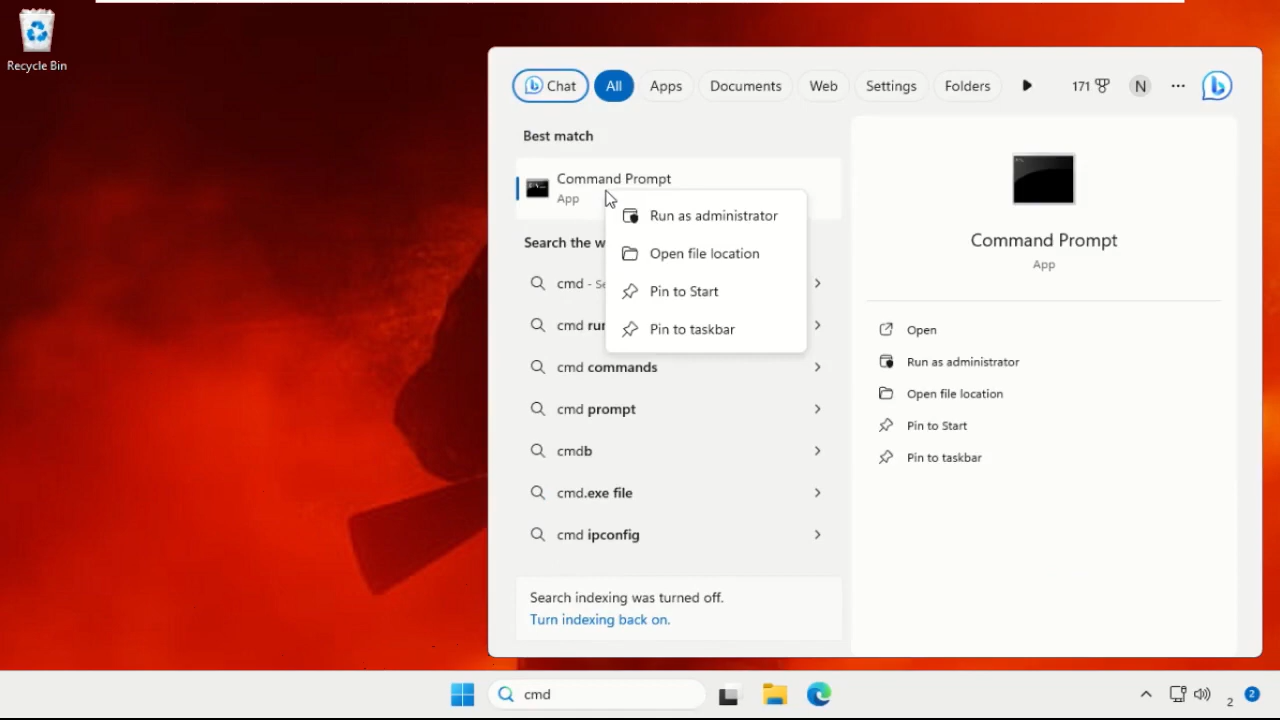 Recycle Bin
Chat All Apps Documents Web Settings Folders 171 N
Best match
Command Prompt
App
Run as administrator
Open file location
Pin to Start
Pin to taskbar
Search the w
cmd - Se
cmd rur
cmd commands
cmd prompt
cmdb
cmd.exe file
cmd ipconfig
Search indexing was turned off.
Turn indexing back on.
Command Prompt
App
Open
Run as administrator
Open file location
Pin to Start
Pin to taskbar
cmd
2 2